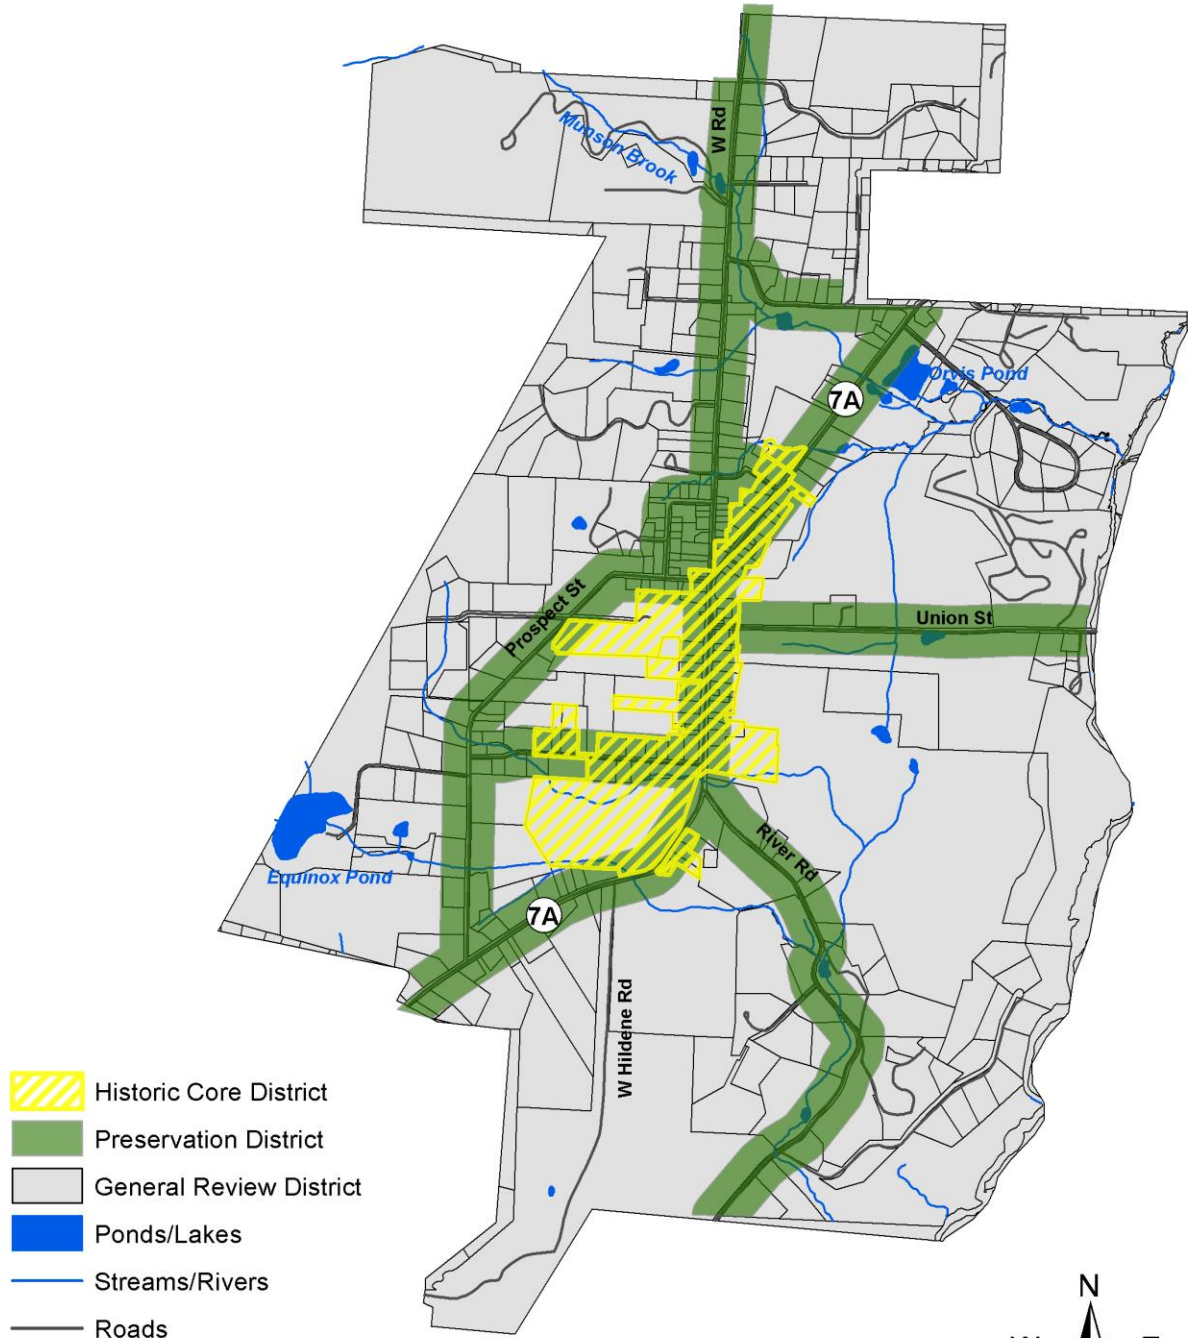 W Rd
Munson Brook
Orvis Pond
7A
Union St
Prospect St
River Rd
Equinox Pond
7A
W Hildene Rd
Historic Core District
Preservation District
General Review District
Ponds/Lakes
Streams/Rivers
Roads
N